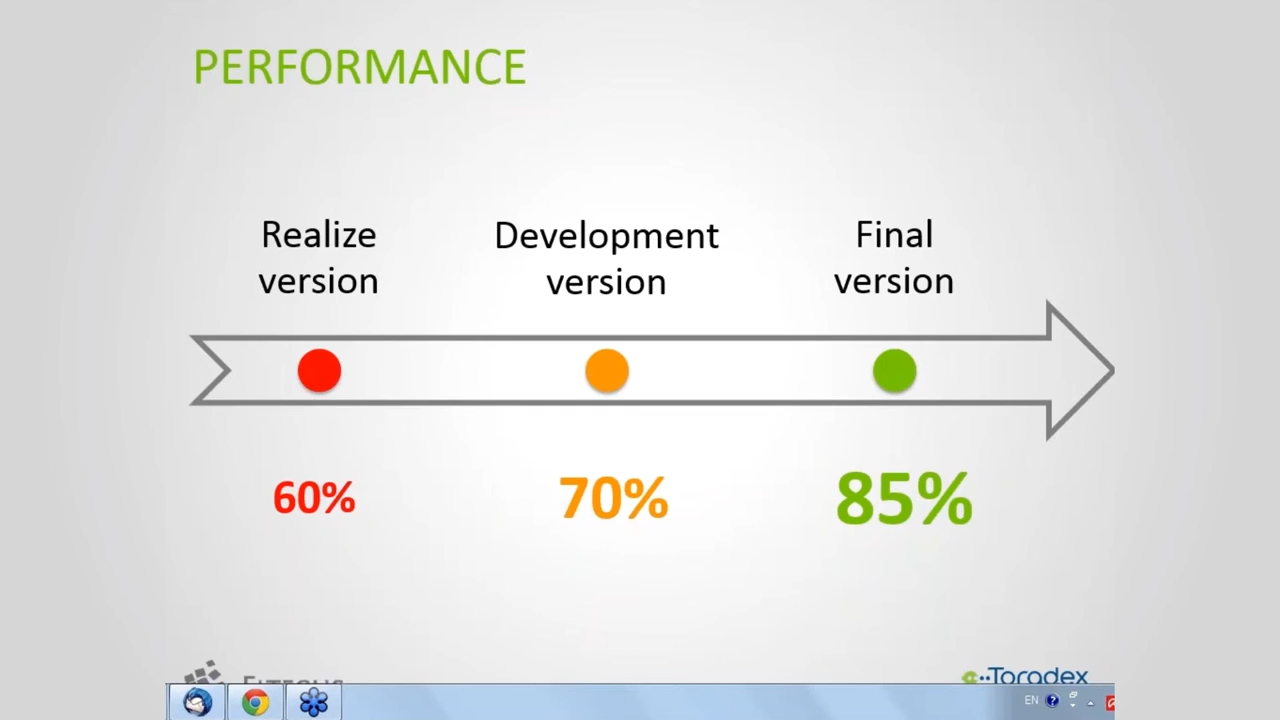 PERFORMANCE
Realize
version
Development
version
Final
version
60%
70%
85%
Toradex
EN